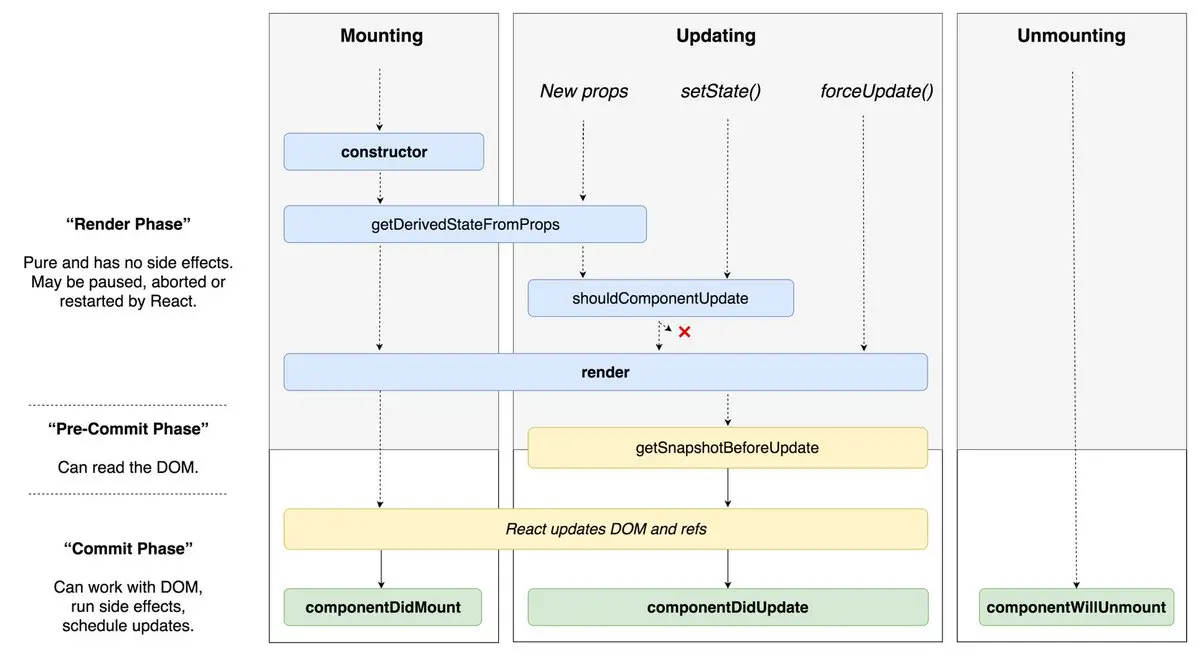 Mounting
Updating
Unmounting
New props
setState()
forceUpdate()
constructor
“Render Phase”
Pure and has no side effects.
May be paused, aborted or
restarted by React.
getDerivedStateFromProps
shouldComponentUpdate
render
“Pre-Commit Phase”
Can read the DOM.
getSnapshotBeforeUpdate
React updates DOM and refs
“Commit Phase”
Can work with DOM,
run side effects,
schedule updates.
componentDidMount
componentDidUpdate
componentWillUnmount